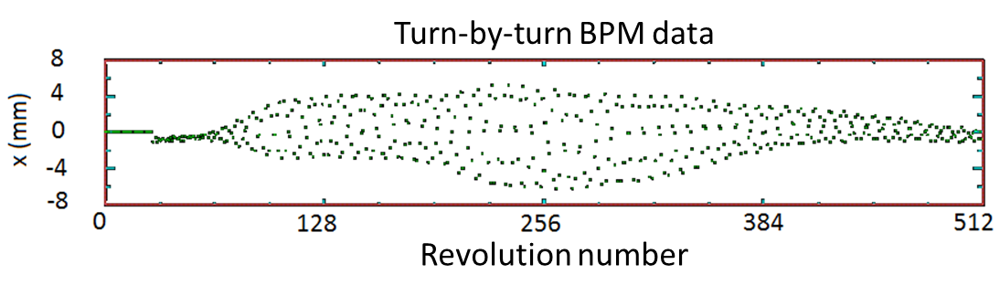 Turn-by-turn BPM data
8
4
0
-4
-8
x (mm)
0 128 256 384 512
Revolution number